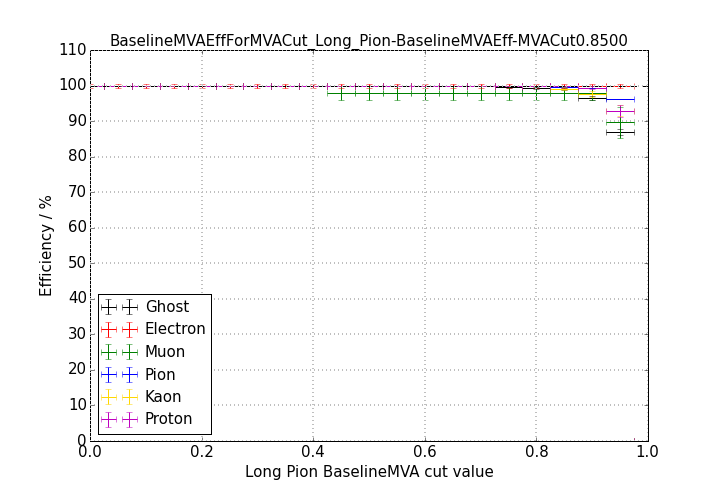 BaselineMVAEffForMVACut_Long_Pion-BaselineMVAEff-MVACut0.8500
110
100
90
80
70
60
50
40
30
20
10
0
Efficiency / %
Ghost
Electron
Muon
Pion
Kaon
Proton
0.0 0.2 0.4 0.6 0.8 1.0
Long Pion BaselineMVA cut value